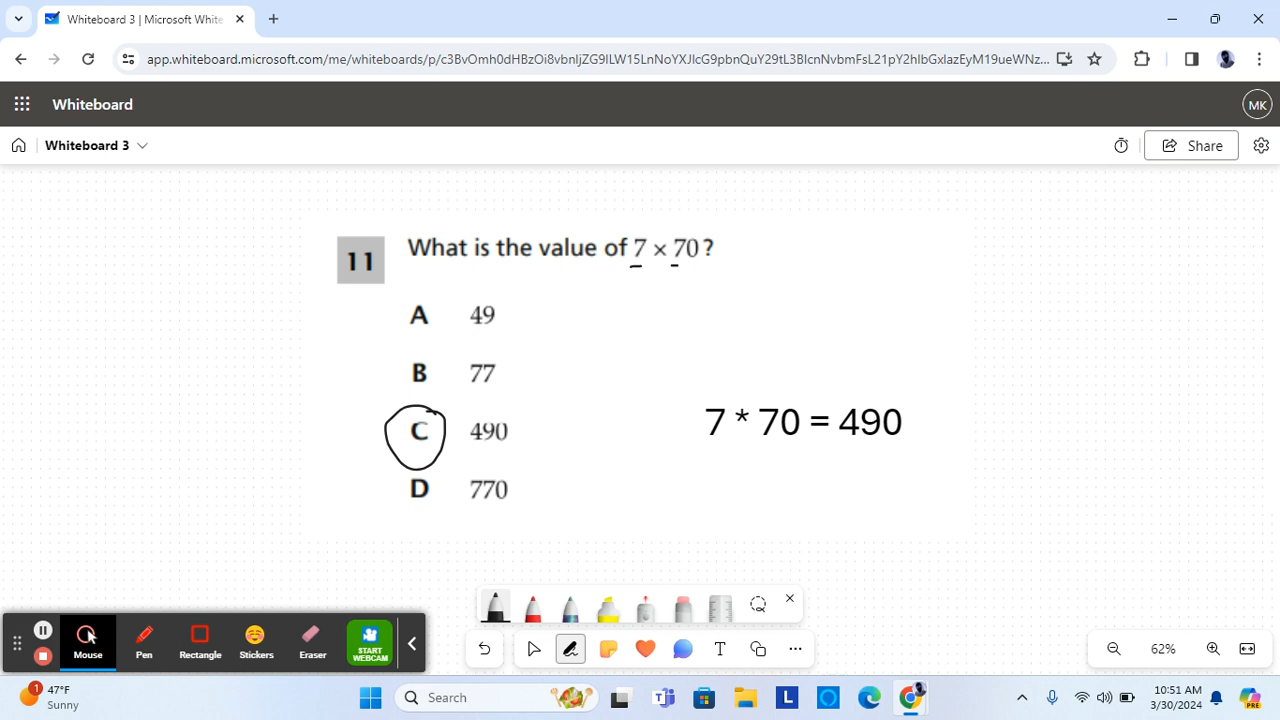 Whiteboard 3 | Microsoft White
app.whiteboard.microsoft.com/me/whiteboards/p/
Whiteboard
MK
Whiteboard 3
Share
11
What is the value of 7 × 70 ?
A 49
B 77
C 490
D 770
7 * 70 = 490
Mouse
Pen
Rectangle
Stickers
Eraser
START
WEBCAM
T
62%
1
47°F
Sunny
Search
L
10:51 AM
3/30/2024
PRE